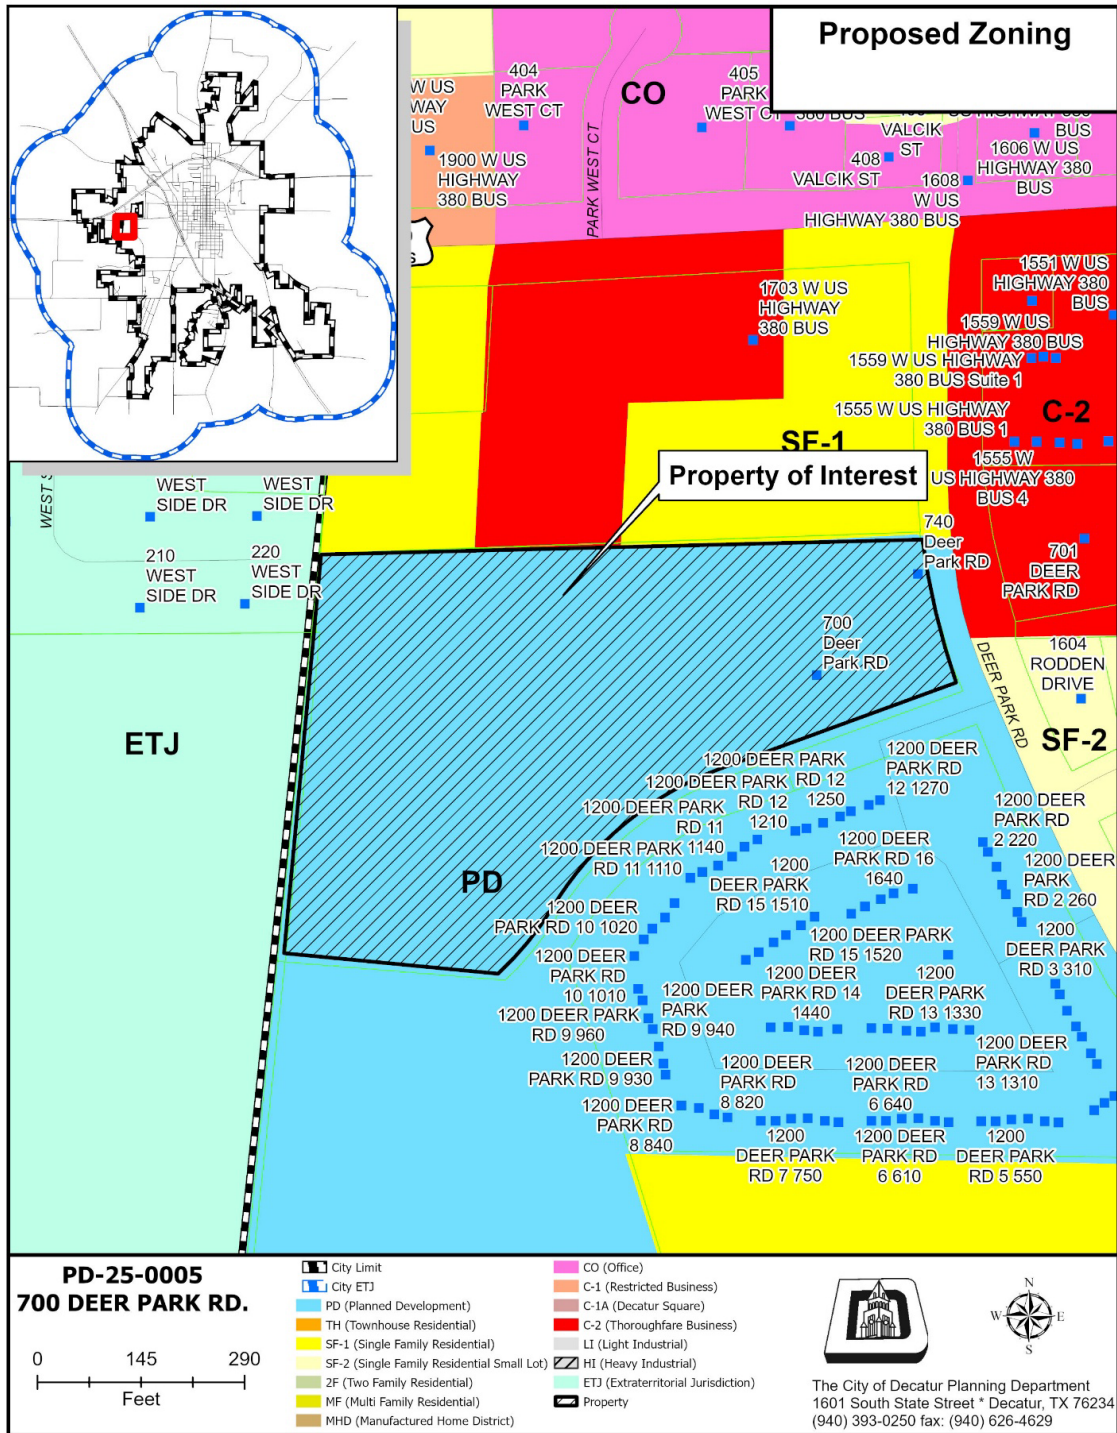 Proposed Zoning
W US
WAY
US
404
PARK
WEST CT
CO
405
PARK
WEST CT
380 BUS
VALCIK
ST
BUS
PARK WEST CT
1900 W US
HIGHWAY
380 BUS
408
VALCIK ST
1608
W US
HIGHWAY 380 BUS
1606 W US
HIGHWAY 380
BUS
S
1703 W US
HIGHWAY
380 BUS
1551 W US
HIGHWAY 380
BUS
1559 W US
HIGHWAY 380 BUS
1559 W US HIGHWAY
380 BUS Suite 1
1555 W US HIGHWAY
380 BUS 1
C-2
SF-1
1555 W
US HIGHWAY 380
BUS 4
Property of Interest
WEST S
WEST
SIDE DR
WEST
SIDE DR
740
Deer
Park RD
701
DEER
PARK RD
210
WEST
SIDE DR
220
WEST
SIDE DR
700
Deer
Park RD
DEER PARK RD
1604
RODDEN
DRIVE
SF-2
ETJ
PD
1200 DEER PARK
RD 12
1250
1200 DEER
PARK RD
12 1270
1200 DEER PARK
RD 12
1210
1200 DEER PARK
RD 11
1140
1200 DEER PARK
RD 11 1110
1200 DEER
PARK RD
2 220
1200 DEER
PARK RD 16
1640
1200
DEER PARK
RD 15 1510
1200 DEER
PARK
RD 2 260
1200 DEER
PARK RD 10 1020
1200 DEER PARK
RD 15 1520
1200
DEER PARK
RD 3 310
1200 DEER
PARK RD
10 1010
1200 DEER
PARK
RD 9 940
1200 DEER
PARK RD 14
1440
1200
DEER PARK
RD 13 1330
1200 DEER PARK
RD 9 960
1200 DEER
PARK RD 9 930
1200 DEER
PARK RD
8 820
1200 DEER
PARK RD
6 640
1200 DEER
PARK RD
13 1310
1200 DEER
PARK RD
8 840
1200
DEER PARK
RD 7 750
1200 DEER
PARK RD
6 610
1200
DEER PARK
RD 5 550
PD-25-0005
700 DEER PARK RD.
0 145 290
Feet
City Limit
City ETJ
PD (Planned Development)
TH (Townhouse Residential)
SF-1 (Single Family Residential)
SF-2 (Single Family Residential Small Lot)
2F (Two Family Residential)
MF (Multi Family Residential)
MHD (Manufactured Home District)
CO (Office)
C-1 (Restricted Business)
C-1A (Decatur Square)
C-2 (Thoroughfare Business)
LI (Light Industrial)
HI (Heavy Industrial)
ETJ (Extraterritorial Jurisdiction)
Property
D
N
W E
S
The City of Decatur Planning Department
1601 South State Street * Decatur, TX 76234
(940) 393-0250 fax: (940) 626-4629